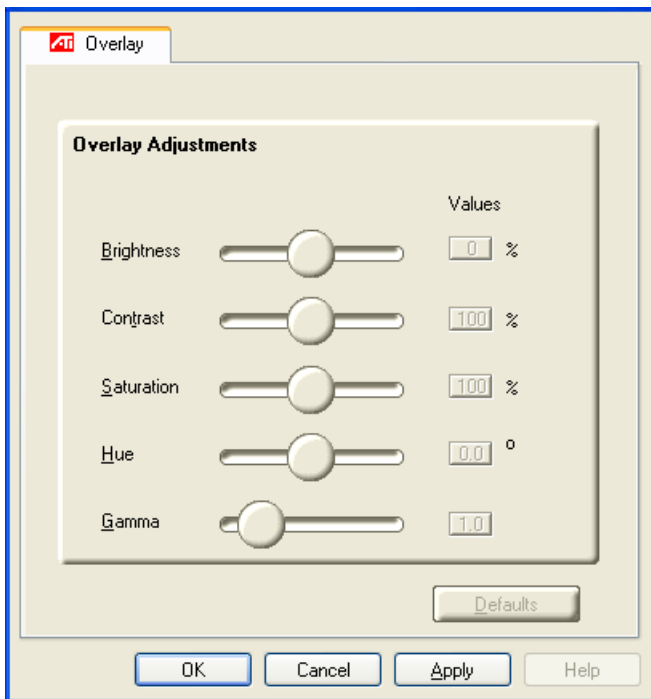 ATI Overlay
Overlay Adjustments
Values
Brightness 0 %
Contrast 100 %
Saturation 100 %
Hue 0.0 °
Gamma 1.0
Defaults
OK Cancel Apply Help